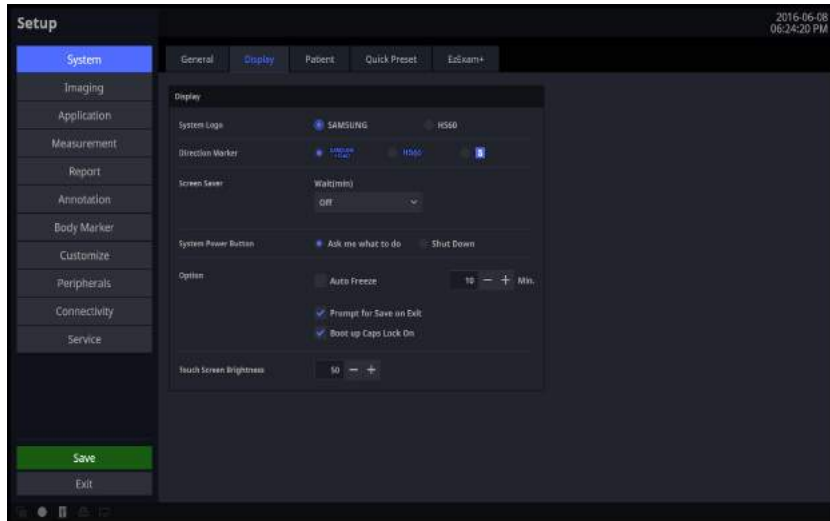 Setup
2016-06-08
06:24:20 PM
System
General Display Patient Quick Preset EzExam+
Imaging
Application
Measurement
Report
Annotation
Body Marker
Customize
Peripherals
Connectivity
Service
Display
System Logo SAMSUNG HS60
Direction Marker HS60 S
Screen Saver Wait(min)
Off
System Power Button Ask me what to do Shut Down
Option Auto Freeze 10 − + Min.
Prompt for Save on Exit
Boot up Caps Lock On
Touch Screen Brightness 50 − +
Save
Exit